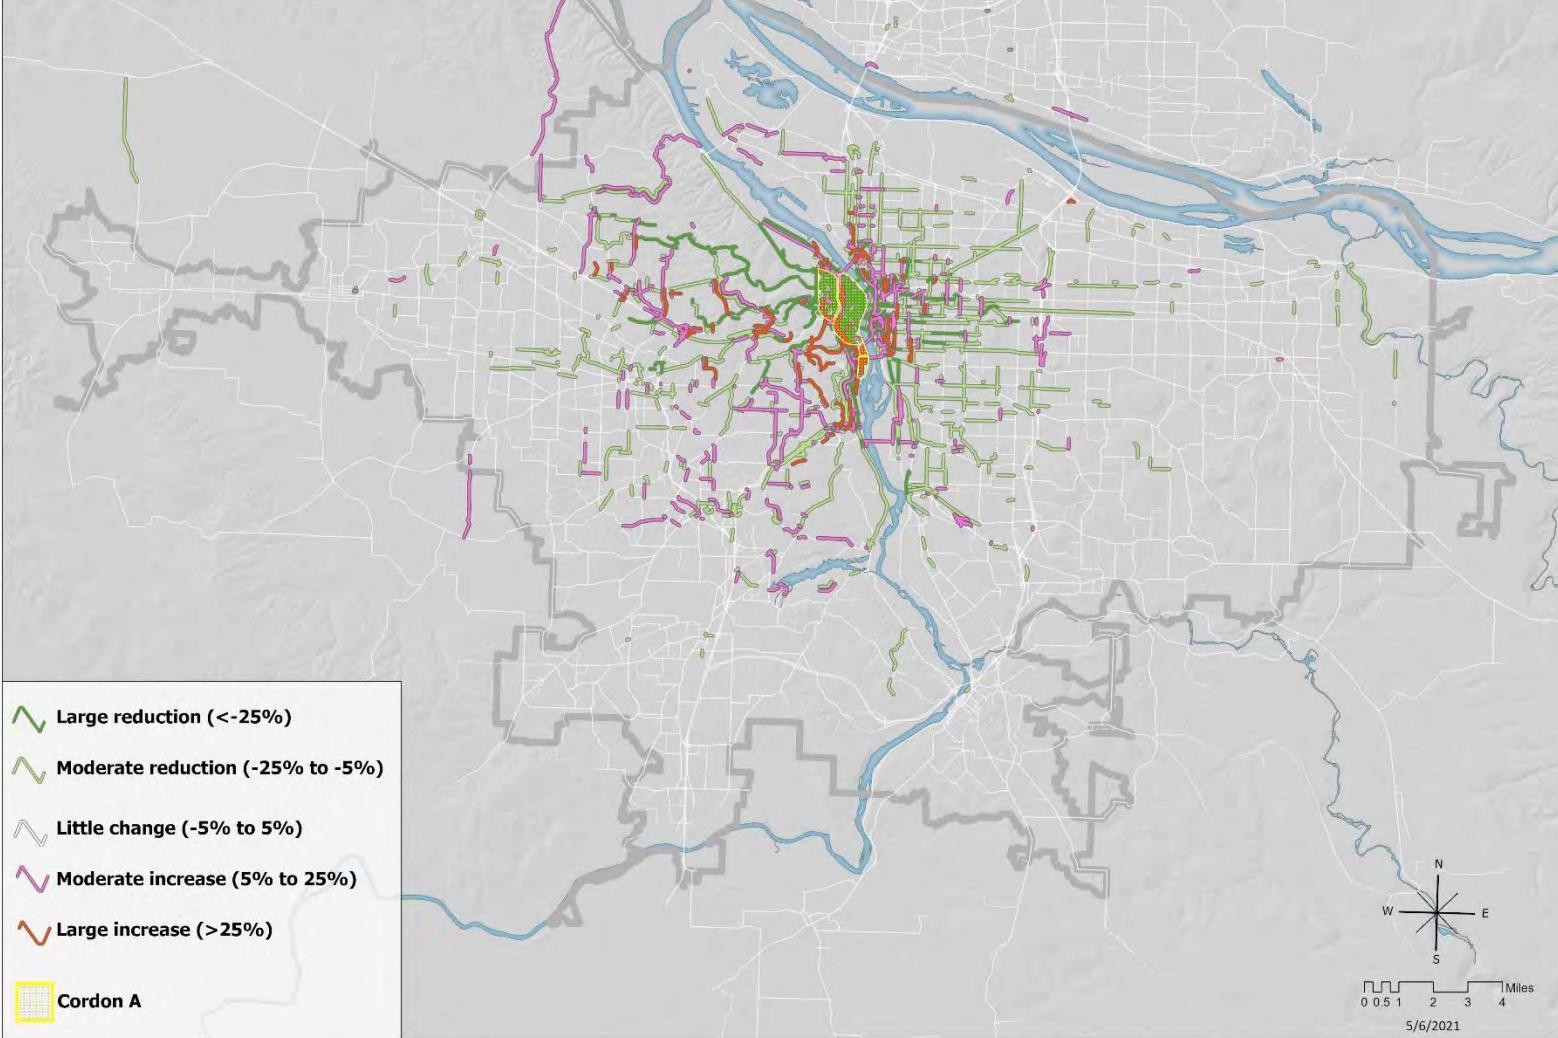 Large reduction (<-25%)
Moderate reduction (-25% to -5%)
Little change (-5% to 5%)
Moderate increase (5% to 25%)
Large increase (>25%)
Cordon A
N
W E
S
Miles
0 0.5 1 2 3 4
5/6/2021